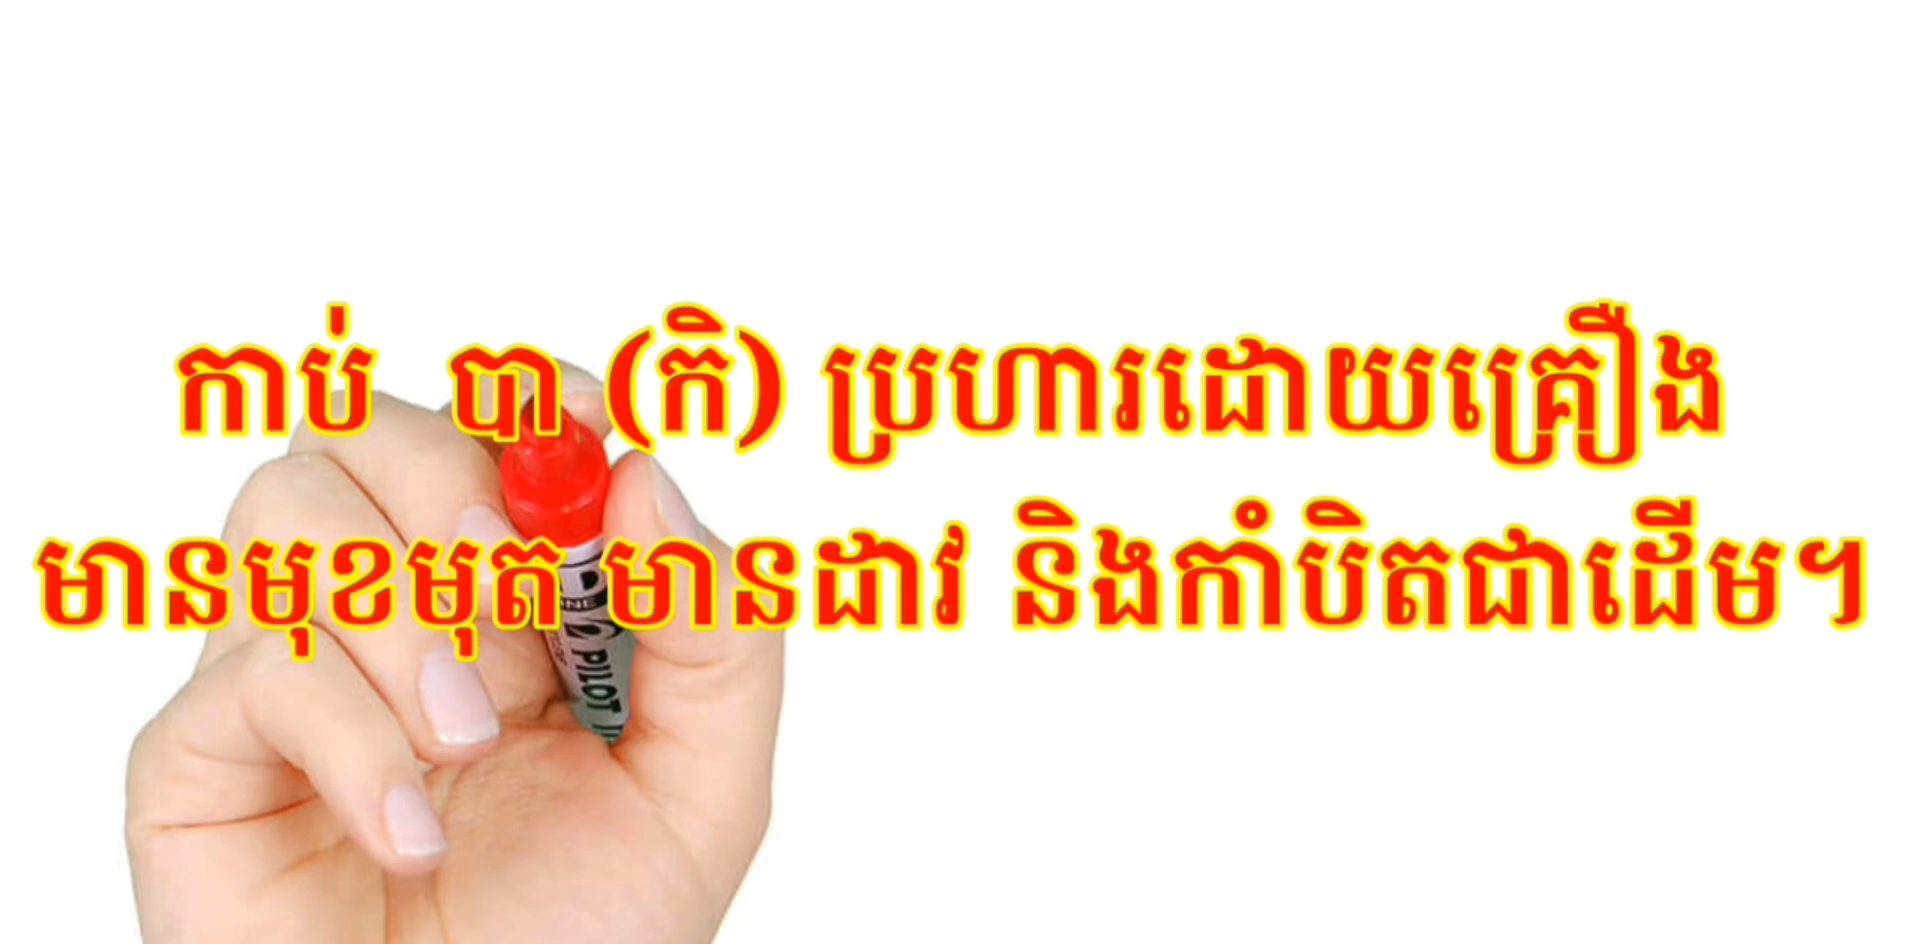 កាប់ បា (កិ) ប្រហារដោយគ្រឿង
មានមុខមុត មានដាវ និងកាំបិតជាដើម។
PILOT